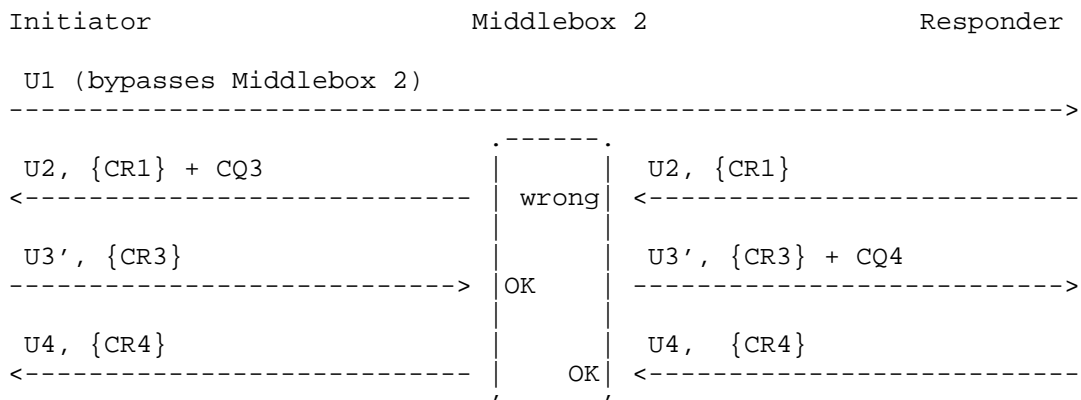 Initiator Middlebox 2 Responder
U1 (bypasses Middlebox 2)
U2, {CR1} + CQ3 U2, {CR1}
wrong
U3', {CR3} U3', {CR3} + CQ4
OK
U4, {CR4} U4, {CR4}
OK